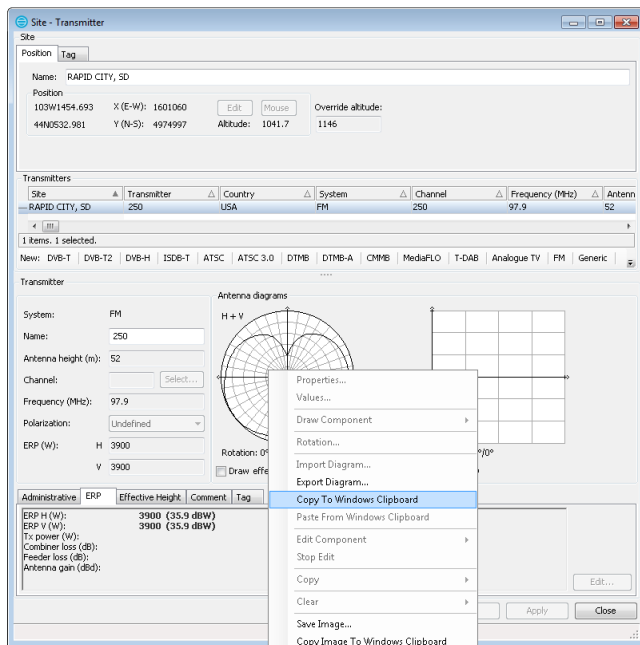 Site - Transmitter
Site
Position Tag
Name: RAPID CITY, SD
Position
103W1454.693 X (E-W): 1601060 Edit Mouse Override altitude:
44N0532.981 Y (N-S): 4974997 Altitude: 1041.7 1146
Transmitters
Site Transmitter Country System Channel Frequency (MHz) Antenn
RAPID CITY, SD 250 USA FM 250 97.9 52
1 items. 1 selected.
New: DVB-T DVB-T2 DVB-H ISDB-T ATSC ATSC 3.0 DTMB DTMB-A CMMB MediaFLO T-DAB Analogue TV FM Generic
Transmitter
Antenna diagrams
System: FM
H + V
Name: 250
Antenna height (m): 52
Channel: Select...
Frequency (MHz): 97.9
Polarization: Undefined
ERP (W): H 3900
V 3900
Rotation: 0°
°/0°
Draw effe
Properties...
Values...
Draw Component
Rotation...
Import Diagram...
Export Diagram...
Copy To Windows Clipboard
Paste From Windows Clipboard
Edit Component
Stop Edit
Copy
Clear
Save Image...
Copy Image To Windows Clipboard
Administrative ERP Effective Height Comment Tag
ERP H (W): 3900 (35.9 dBW)
ERP V (W): 3900 (35.9 dBW)
Tx power (W):
Combiner loss (dB):
Feeder loss (dB):
Antenna gain (dBd):
Edit...
Apply Close